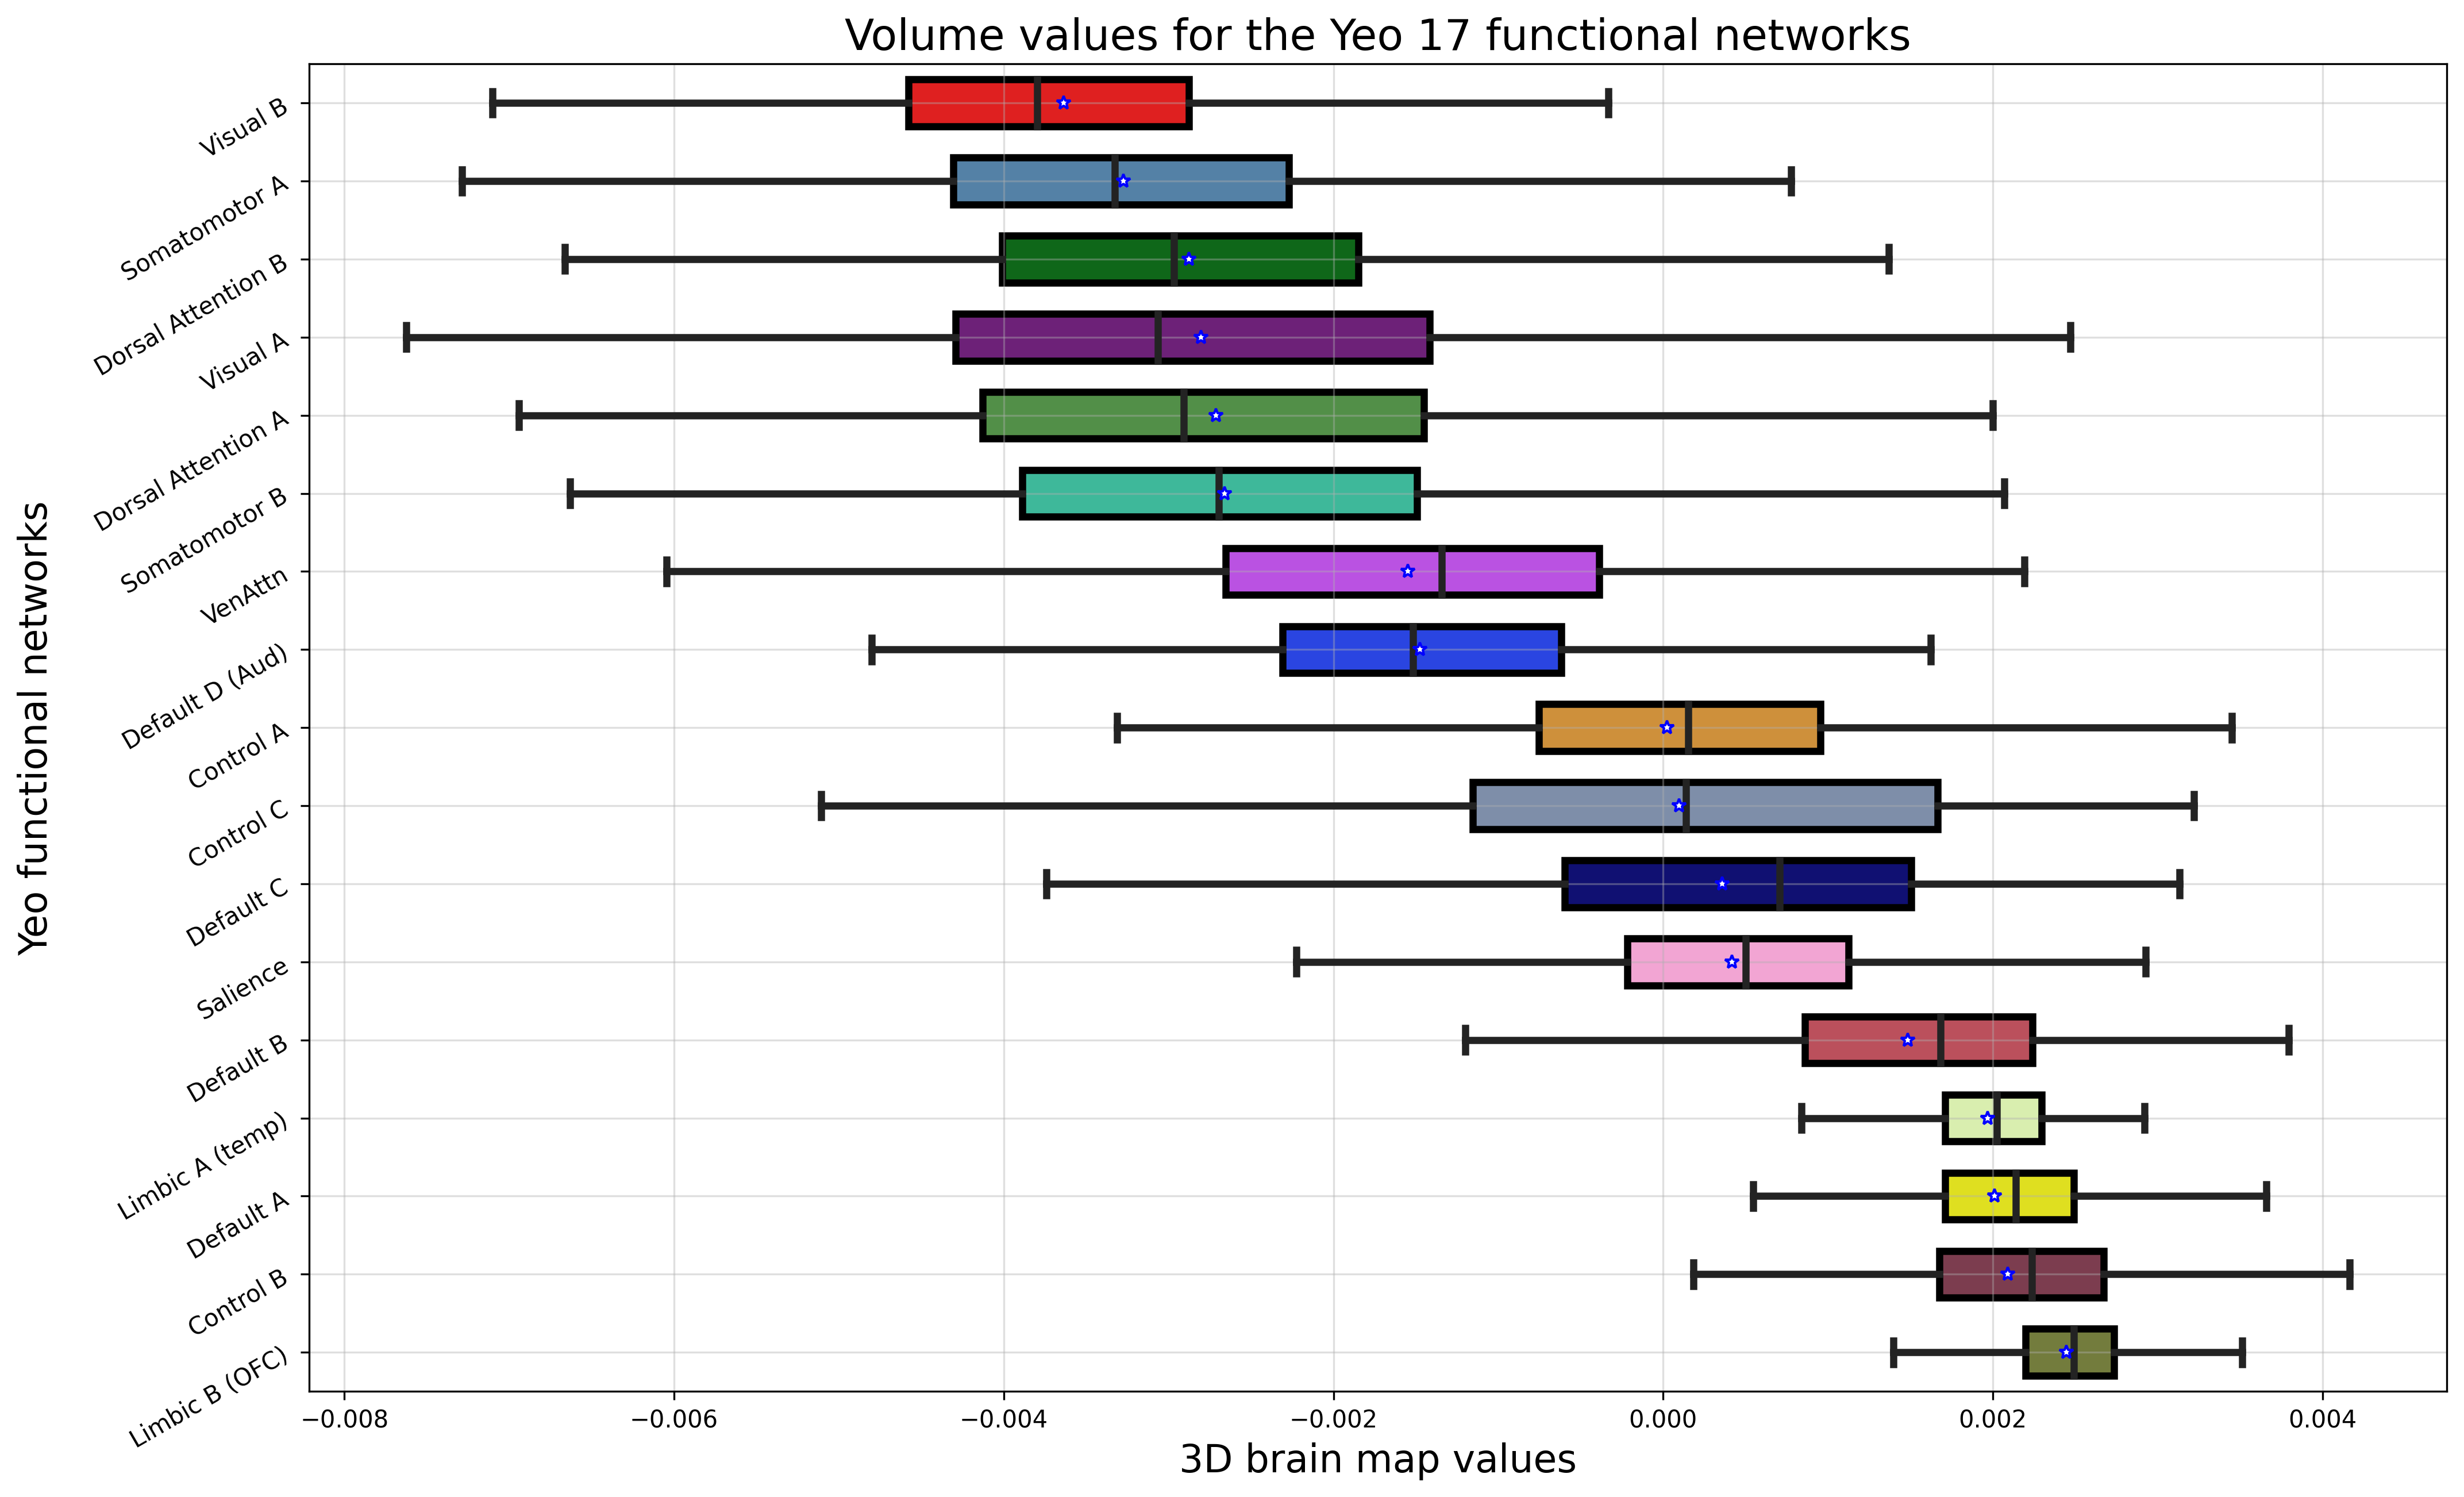 Volume values for the Yeo 17 functional networks
Yeo functional networks
Visual B
Somatomotor A
Dorsal Attention B
Visual A
Dorsal Attention A
Somatomotor B
VenAttn
Default D (Aud)
Control A
Control C
Default C
Salience
Default B
Limbic A (temp)
Default A
Control B
Limbic B (OFC)
−0.008 −0.006 −0.004 −0.002 0.000 0.002 0.004
3D brain map values